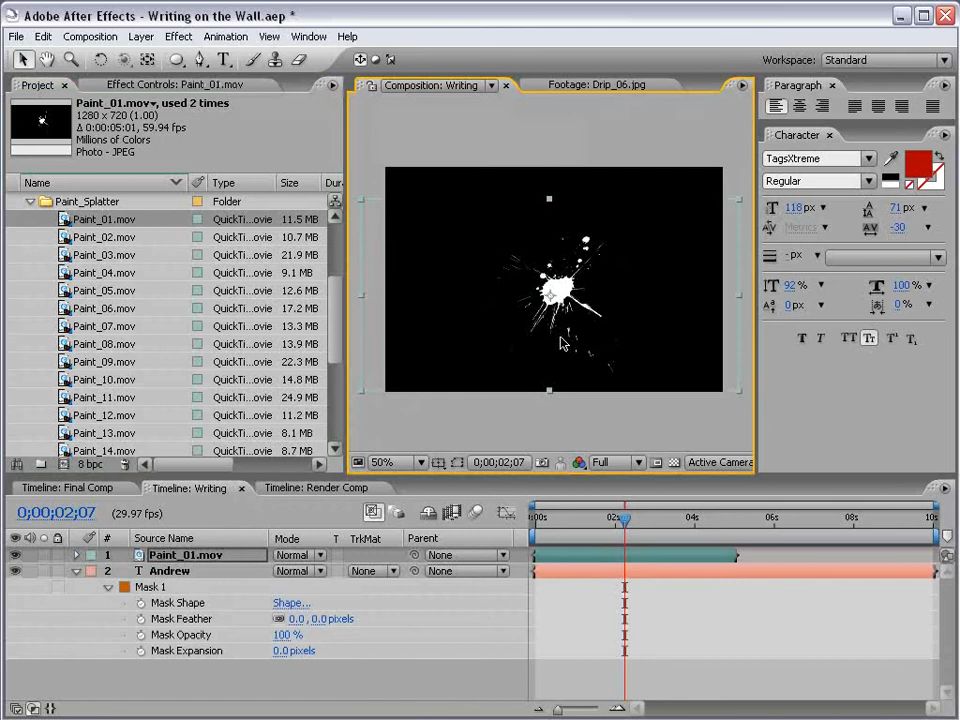 Adobe After Effects - Writing on the Wall.aep *
File Edit Composition Layer Effect Animation View Window Help
Workspace: Standard
Project Effect Controls: Paint_01.mov
Paint_01.mov, used 2 times
1280 x 720 (1.00)
Δ 0:00:05:01, 59.94 fps
Millions of Colors
Photo - JPEG
Name Type Size Dur
Paint_Splatter Folder
Paint_01.mov QuickTi...ovie 11.5 MB
Paint_02.mov QuickTi...ovie 10.7 MB
Paint_03.mov QuickTi...ovie 21.9 MB
Paint_04.mov QuickTi...ovie 9.1 MB
Paint_05.mov QuickTi...ovie 12.6 MB
Paint_06.mov QuickTi...ovie 17.2 MB
Paint_07.mov QuickTi...ovie 13.3 MB
Paint_08.mov QuickTi...ovie 13.9 MB
Paint_09.mov QuickTi...ovie 22.3 MB
Paint_10.mov QuickTi...ovie 14.8 MB
Paint_11.mov QuickTi...ovie 24.9 MB
Paint_12.mov QuickTi...ovie 11.2 MB
Paint_13.mov QuickTi...ovie 8.1 MB
Paint_14.mov QuickTi...ovie 8.7 MB
8 bpc
Composition: Writing Footage: Drip_06.jpg
50% 0;00;02;07 Full Active Camera
Paragraph
Character
TagsXtreme
Regular
118 px 71 px
Metrics -30
- px
92 % 100 %
0 px 0 %
T T TT Tr T¹ T₁
Timeline: Final Comp Timeline: Writing Timeline: Render Comp
0;00;02;07 (29.97 fps)
:00s 02s 04s 06s 08s 10s
# Source Name Mode T TrkMat Parent
1 Paint_01.mov Normal None
2 T Andrew Normal None None
Mask 1
Mask Shape Shape...
Mask Feather 0.0 , 0.0 pixels
Mask Opacity 100 %
Mask Expansion 0.0 pixels